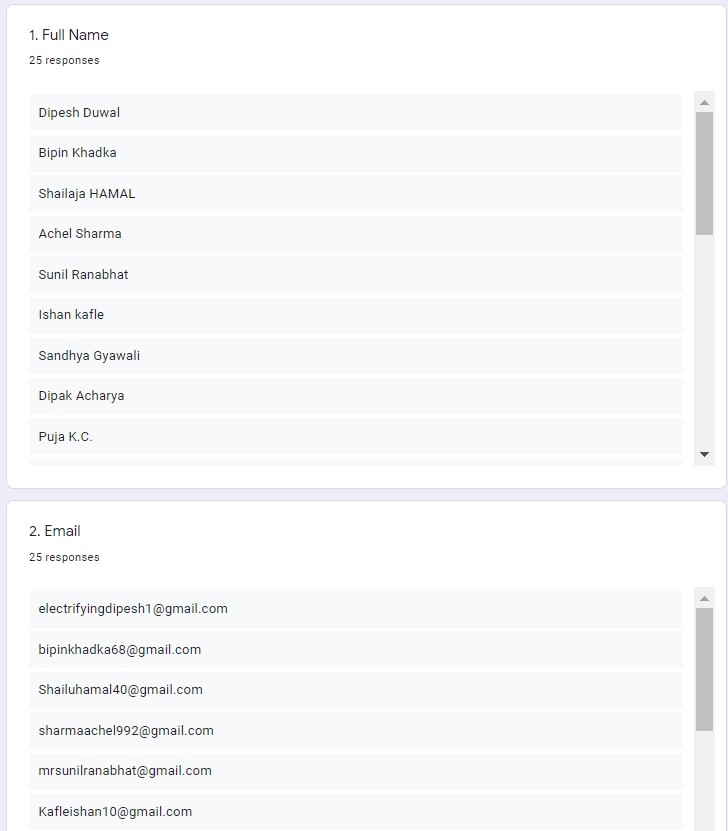 1. Full Name
25 responses
Dipesh Duwal
Bipin Khadka
Shailaja HAMAL
Achel Sharma
Sunil Ranabhat
Ishan kafle
Sandhya Gyawali
Dipak Acharya
Puja K.C.
2. Email
25 responses
electrifyingdipesh1@gmail.com
bipinkhadka68@gmail.com
Shailuhamal40@gmail.com
sharmaachel992@gmail.com
mrsunilranabhat@gmail.com
Kafleishan10@gmail.com